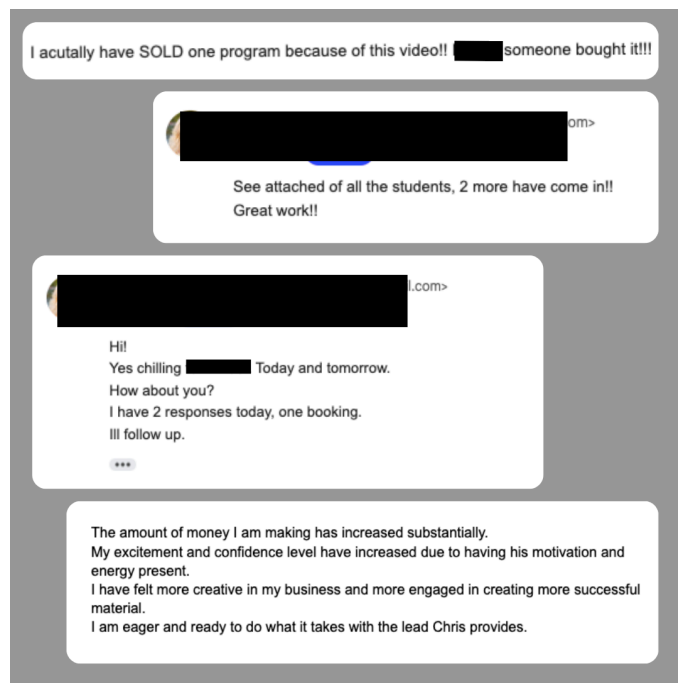 I acutally have SOLD one program because of this video!! someone bought it!!!
om>
See attached of all the students, 2 more have come in!!
Great work!!
l.com>
Hi!
Yes chilling Today and tomorrow.
How about you?
I have 2 responses today, one booking.
Ill follow up.
The amount of money I am making has increased substantially.
My excitement and confidence level have increased due to having his motivation and
energy present.
I have felt more creative in my business and more engaged in creating more successful
material.
I am eager and ready to do what it takes with the lead Chris provides.